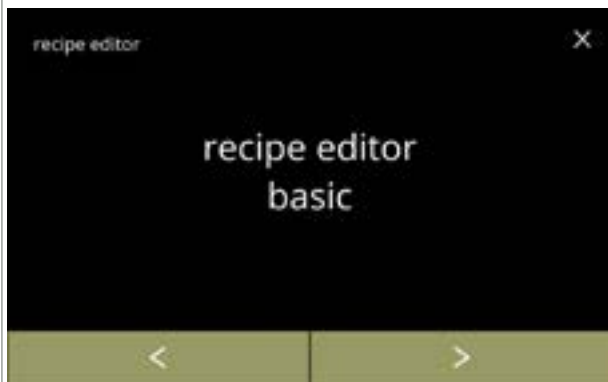 recipe editor
×
recipe editor
basic
< >